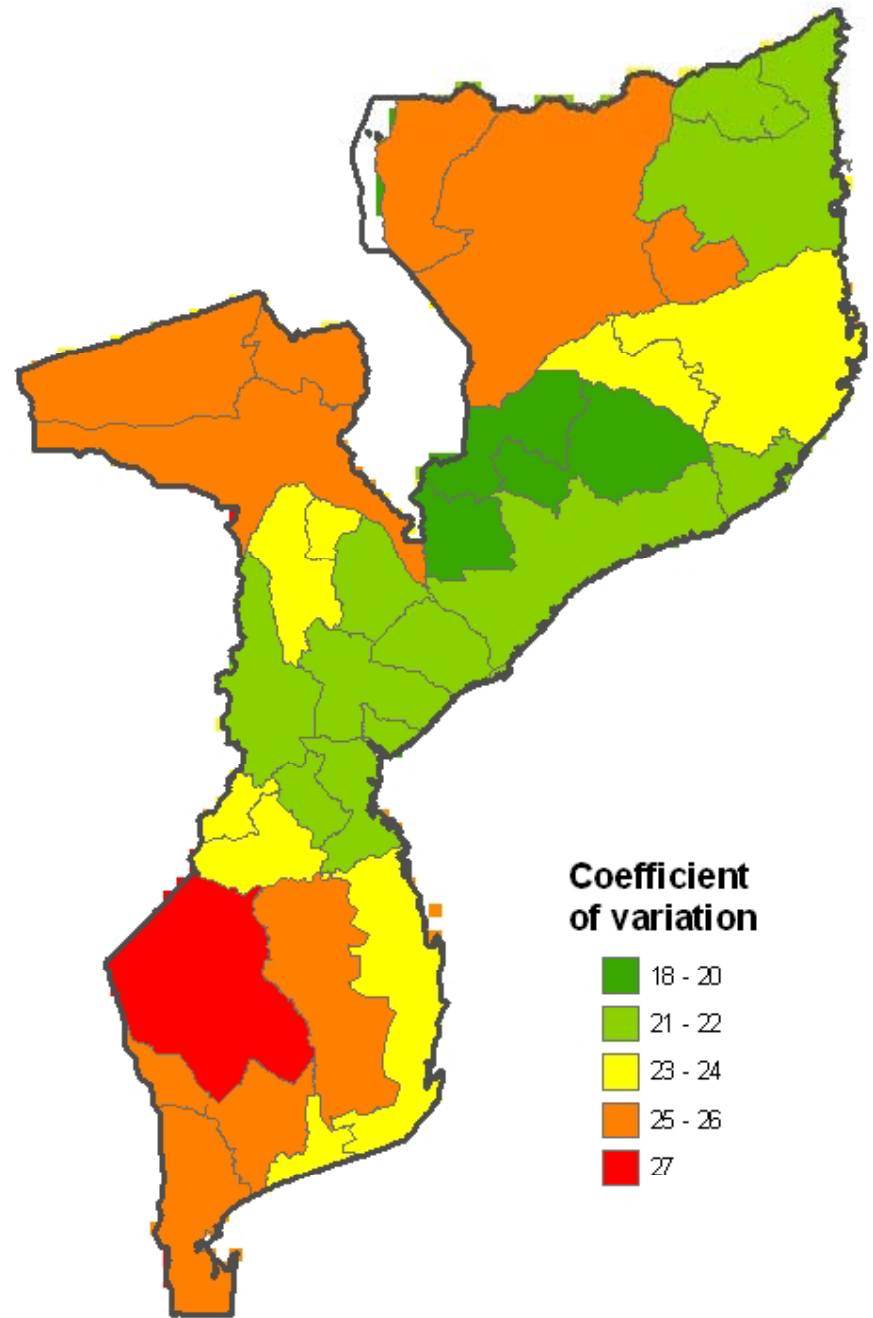 Coefficient
of variation
18 - 20
21 - 22
23 - 24
25 - 26
27